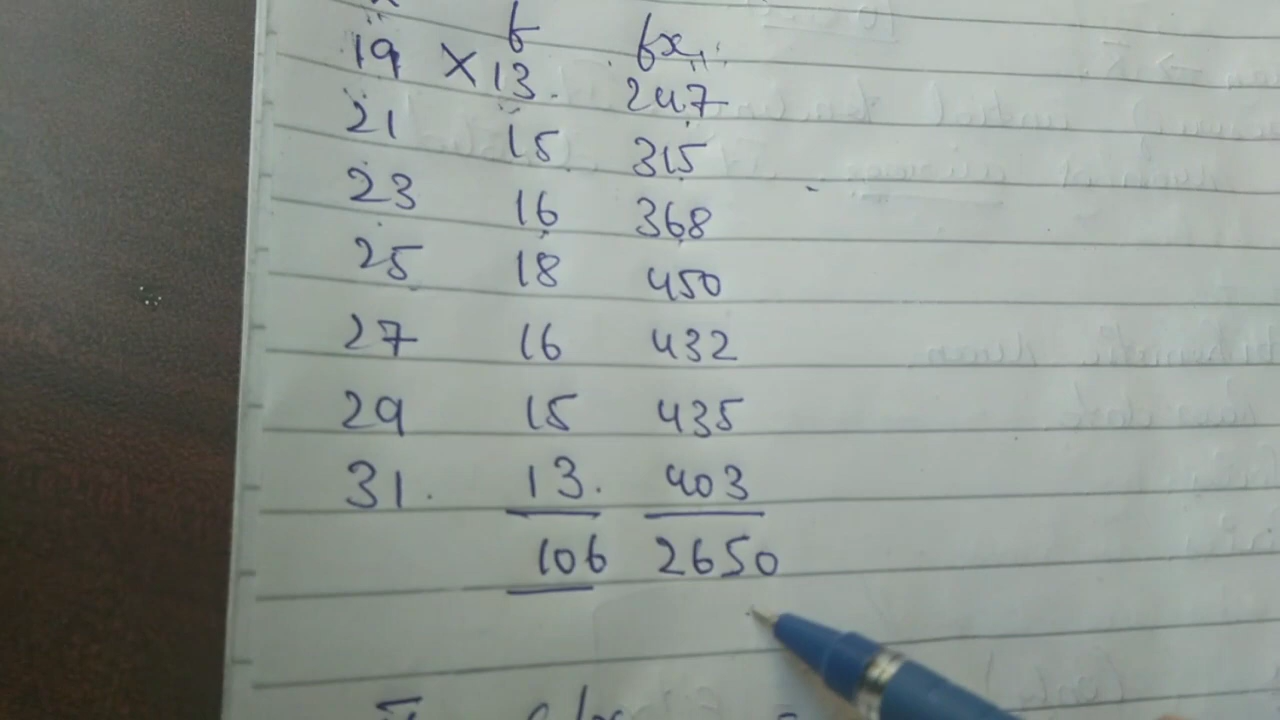 f fx
19 × 13. 247
21 15 315
23 16 368
25 18 450
27 16 432
29 15 435
31. 13. 403
106 2650